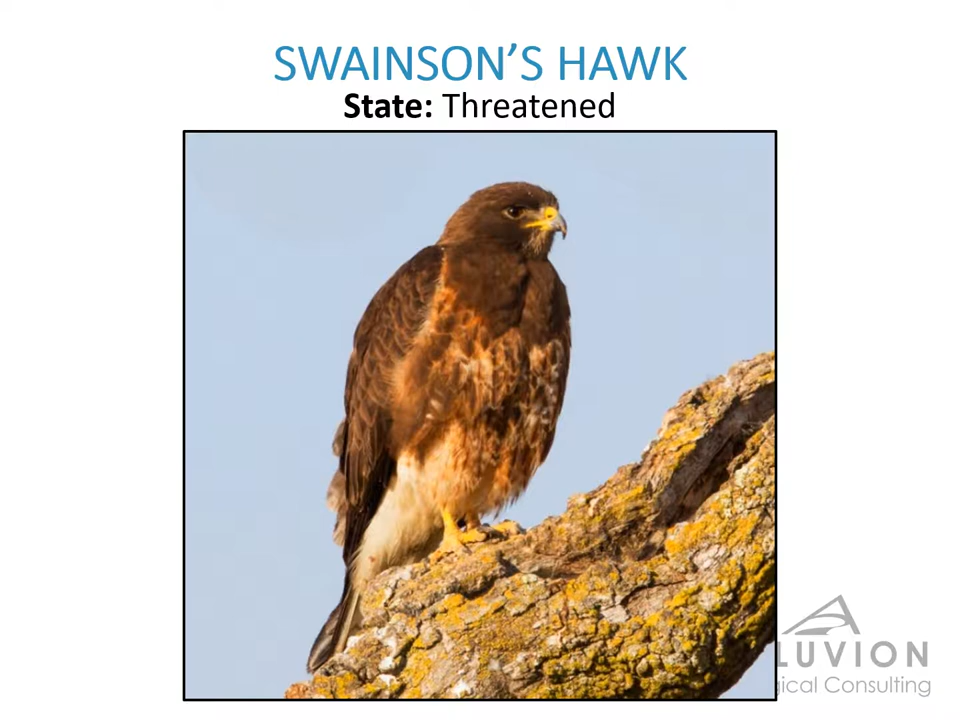 SWAINSON’S HAWK
State: Threatened
LUVION
gical Consulting